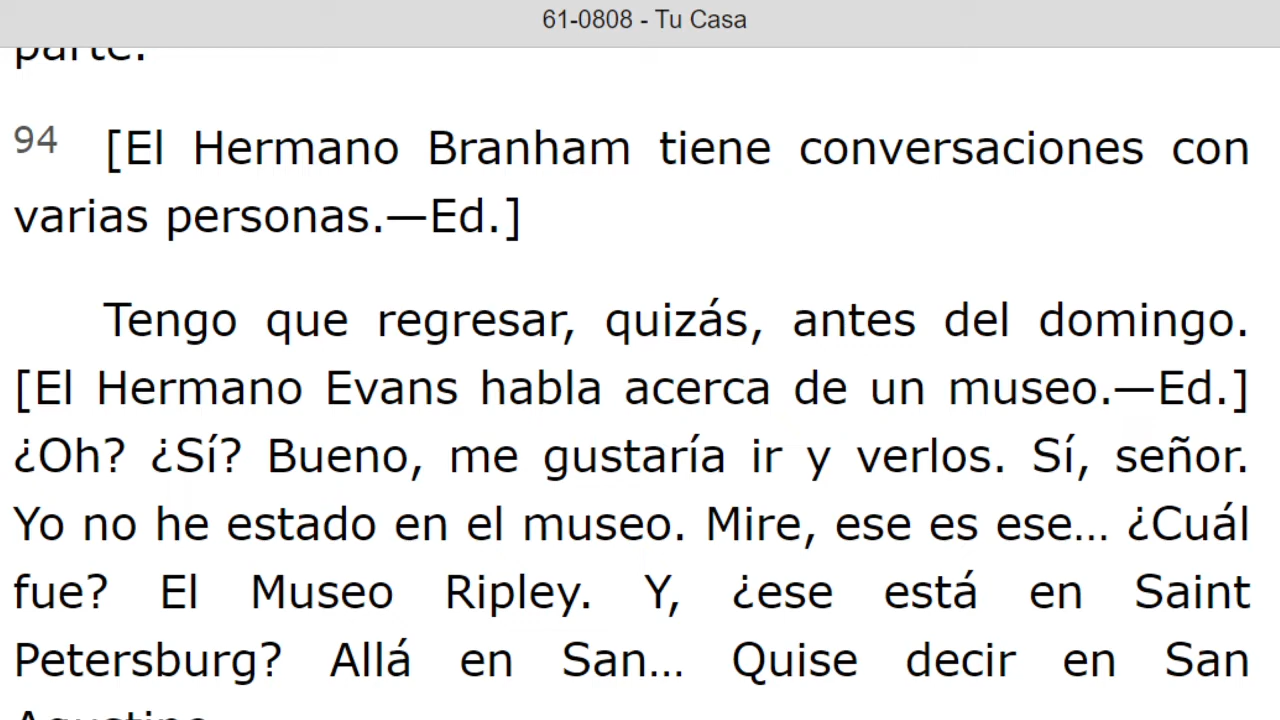 61-0808 - Tu Casa
parte.
94 [El Hermano Branham tiene conversaciones con
varias personas.—Ed.]
Tengo que regresar, quizás, antes del domingo.
[El Hermano Evans habla acerca de un museo.—Ed.]
¿Oh? ¿Sí? Bueno, me gustaría ir y verlos. Sí, señor.
Yo no he estado en el museo. Mire, ese es ese… ¿Cuál
fue? El Museo Ripley. Y, ¿ese está en Saint
Petersburg? Allá en San… Quise decir en San